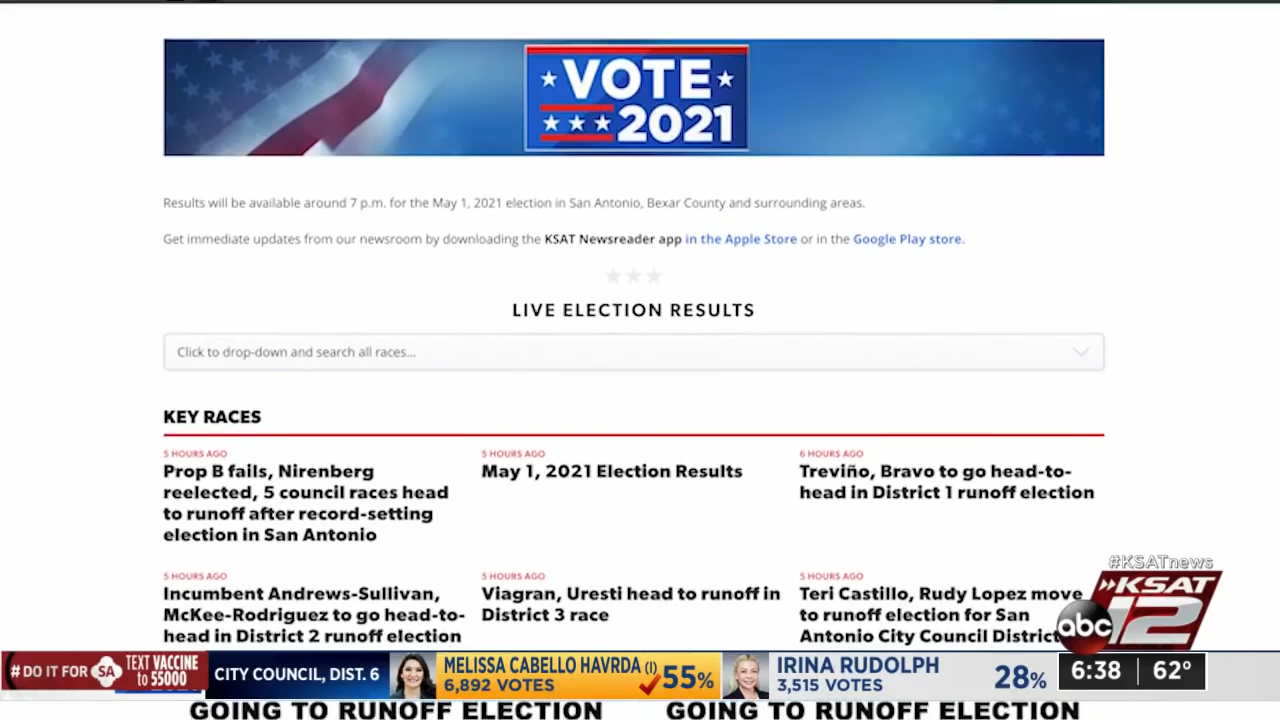 VOTE
2021
Results will be available around 7 p.m. for the May 1, 2021 election in San Antonio, Bexar County and surrounding areas.
Get immediate updates from our newsroom by downloading the KSAT Newsreader app in the Apple Store or in the Google Play store.
LIVE ELECTION RESULTS
Click to drop-down and search all races...
KEY RACES
5 HOURS AGO
Prop B fails, Nirenberg
reelected, 5 council races head
to runoff after record-setting
election in San Antonio
5 HOURS AGO
May 1, 2021 Election Results
6 HOURS AGO
Treviño, Bravo to go head-to-
head in District 1 runoff election
5 HOURS AGO
Incumbent Andrews-Sullivan,
McKee-Rodriguez to go head-to-
head in District 2 runoff election
5 HOURS AGO
Viagran, Uresti head to runoff in
District 3 race
5 HOURS AGO
Teri Castillo, Rudy Lopez move
to runoff election for San
Antonio City Council District
#KSATnews
KSAT
abc 12
#DO IT FOR SA
TEXT VACCINE
to 55000
CITY COUNCIL, DIST. 6
MELISSA CABELLO HAVRDA (I)
6,892 VOTES
55%
IRINA RUDOLPH
3,515 VOTES
28%
6:38
62°
GOING TO RUNOFF ELECTION
GOING TO RUNOFF ELECTION